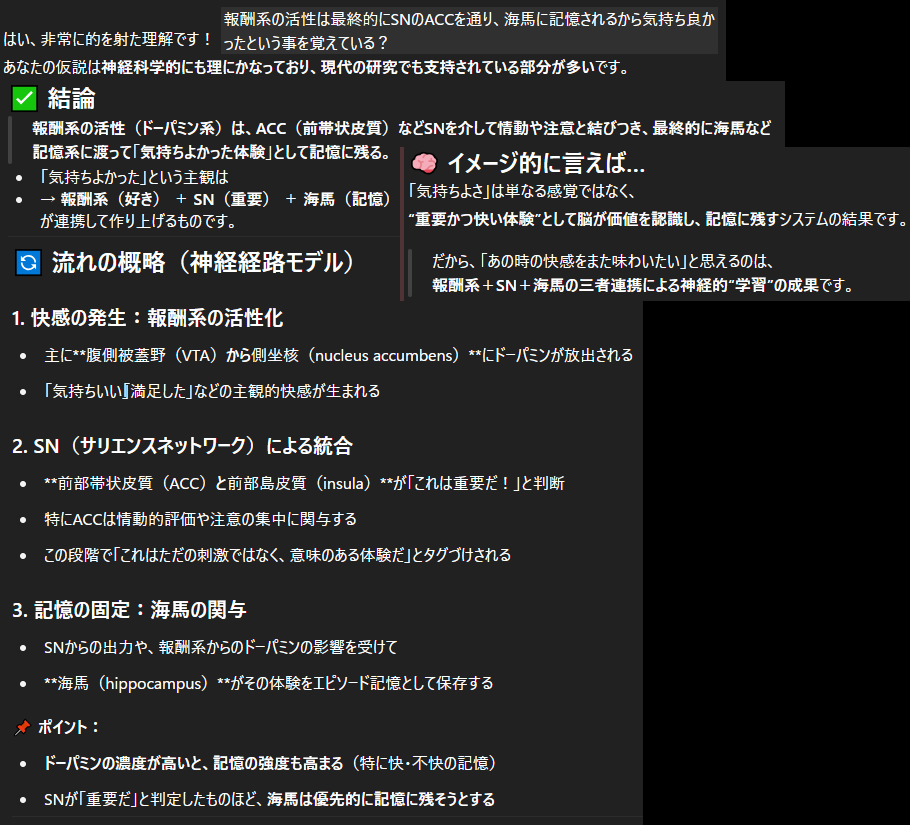 報酬系の活性は最終的にSNのACCを通り、海馬に記憶されるから気持ち良か
ったという事を覚えている？
はい、非常に的を射た理解です！
あなたの仮説は神経科学的にも理にかなっており、現代の研究でも支持されている部分が多いです。
✅ 結論
報酬系の活性（ドーパミン系）は、ACC（前帯状皮質）などSNを介して情動や注意と結びつき、最終的に海馬など
記憶系に渡って「気持ちよかった体験」として記憶に残る。
• 「気持ちよかった」という主観は
• → 報酬系（好き） ＋ SN（重要） ＋ 海馬（記憶）
が連携して作り上げるものです。
🧠 イメージ的に言えば…
「気持ちよさ」は単なる感覚ではなく、
“重要かつ快い体験”として脳が価値を認識し、記憶に残すシステムの結果です。
だから、「あの時の快感をまた味わいたい」と思えるのは、
報酬系＋SN＋海馬の三者連携による神経的“学習”の成果です。
🔄 流れの概略（神経経路モデル）
1. 快感の発生：報酬系の活性化
• 主に**腹側被蓋野（VTA）から側坐核（nucleus accumbens）**にドーパミンが放出される
• 「気持ちいい」「満足した」などの主観的快感が生まれる
2. SN（サリエンスネットワーク）による統合
• **前部帯状皮質（ACC）と前部島皮質（insula）**が「これは重要だ！」と判断
• 特にACCは情動的評価や注意の集中に関与する
• この段階で「これはただの刺激ではなく、意味のある体験だ」とタグづけされる
3. 記憶の固定：海馬の関与
• SNからの出力や、報酬系からのドーパミンの影響を受けて
• **海馬（hippocampus）**がその体験をエピソード記憶として保存する
📌 ポイント：
• ドーパミンの濃度が高いと、記憶の強度も高まる（特に快・不快の記憶）
• SNが「重要だ」と判定したものほど、海馬は優先的に記憶に残そうとする